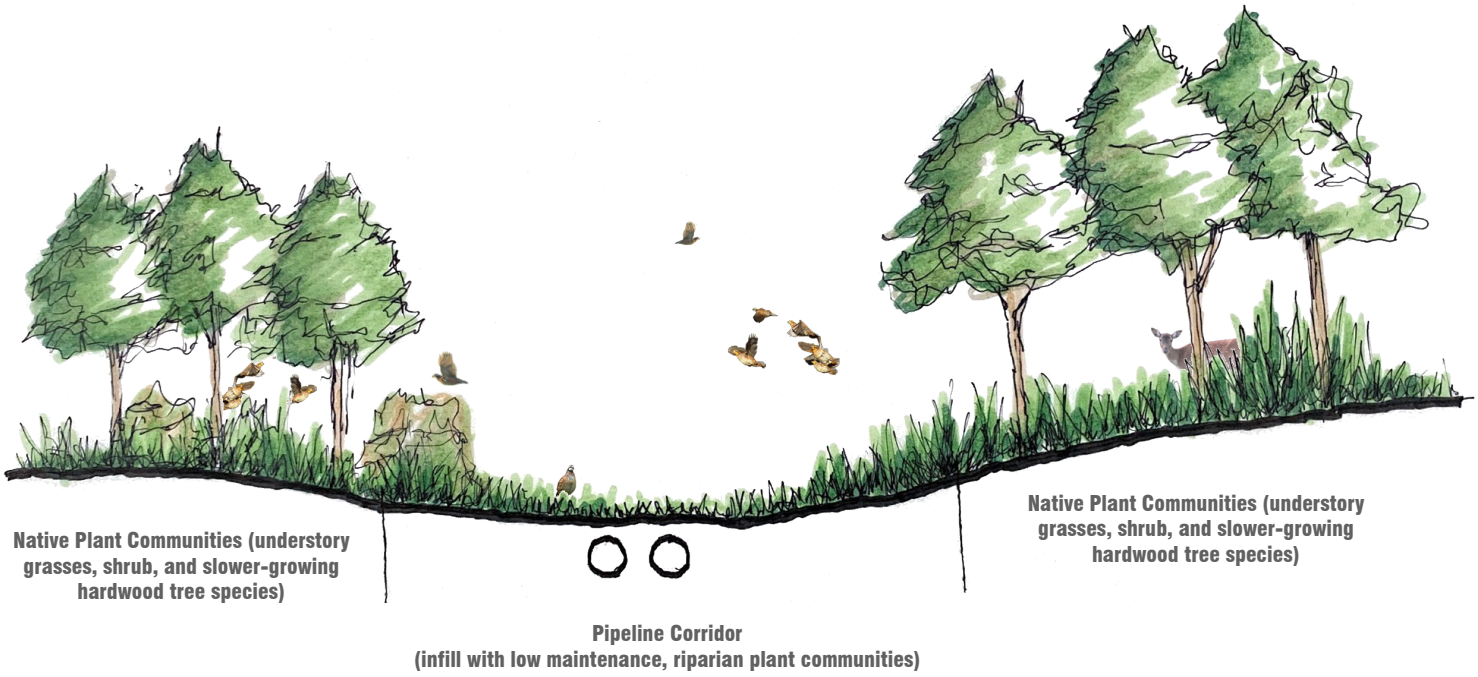 Native Plant Communities (understory
grasses, shrub, and slower-growing
hardwood tree species)
Native Plant Communities (understory
grasses, shrub, and slower-growing
hardwood tree species)
Pipeline Corridor
(infill with low maintenance, riparian plant communities)